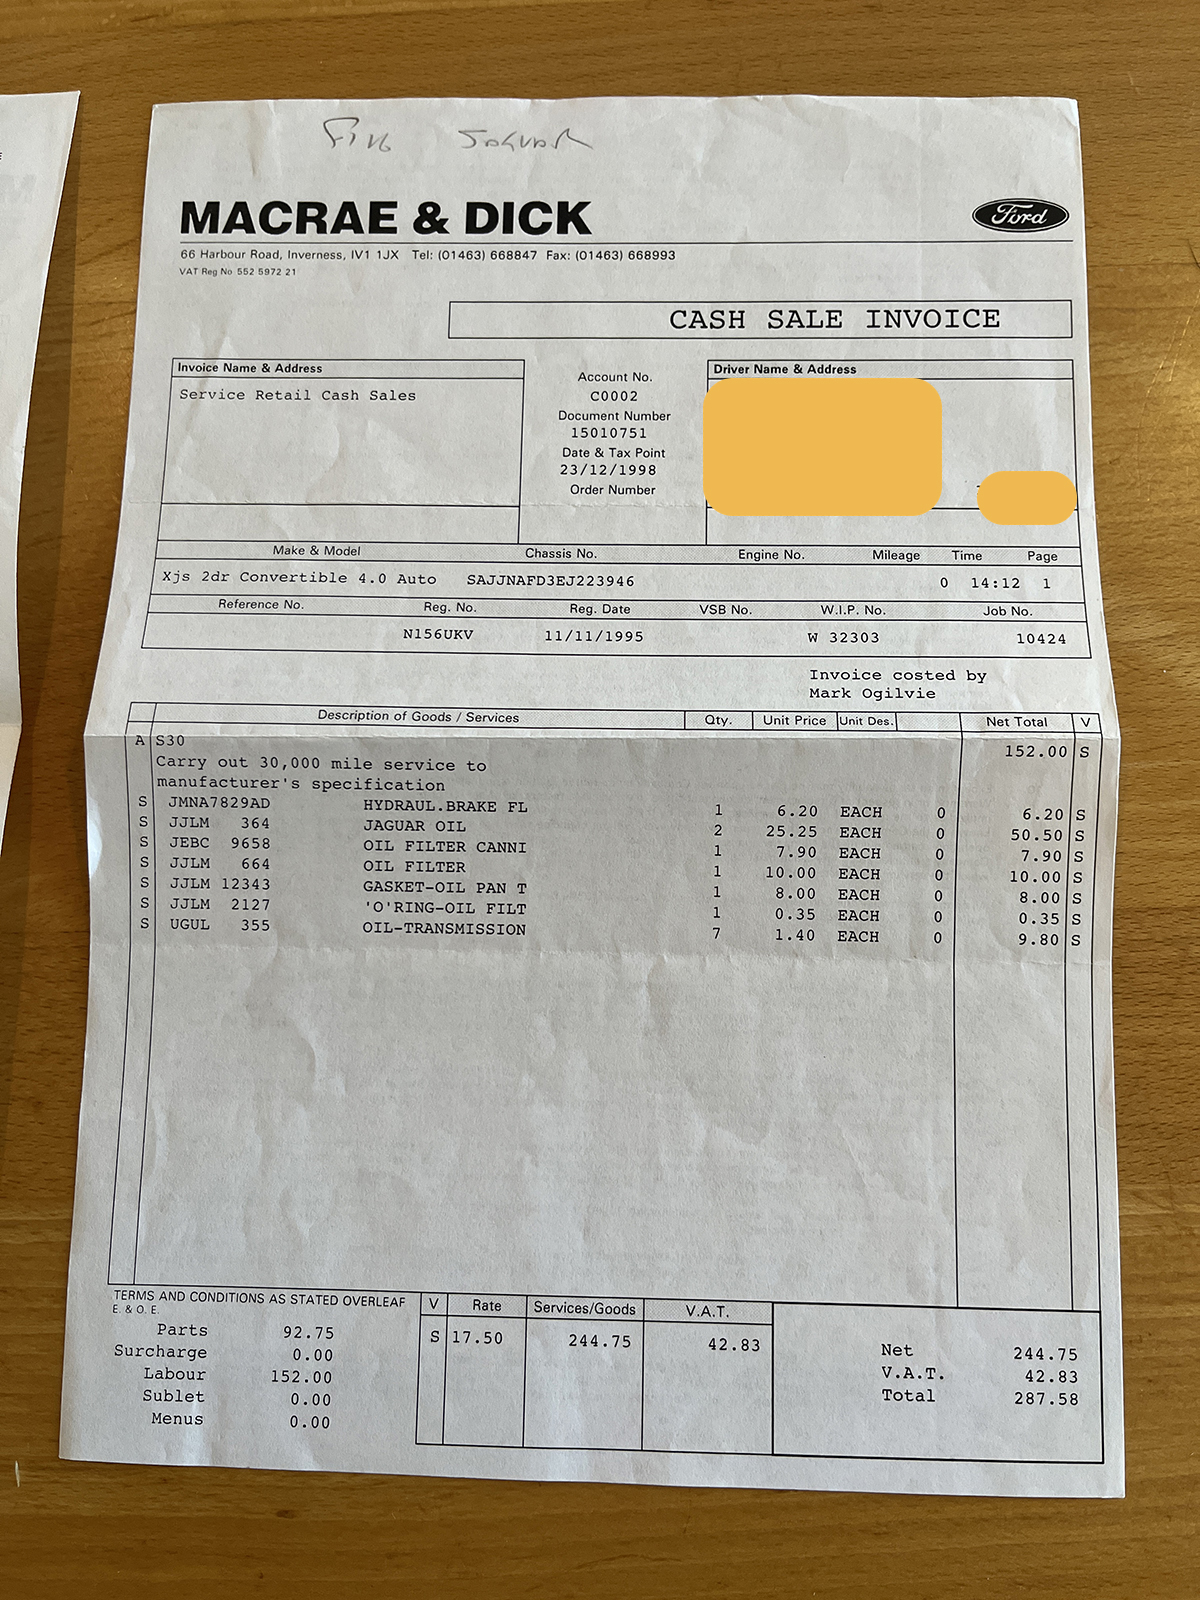 File Jaguar
MACRAE & DICK
Ford
66 Harbour Road, Inverness, IV1 1JX Tel: (01463) 668847 Fax: (01463) 668993
VAT Reg No 552 5972 21
CASH SALE INVOICE
Invoice Name & Address
Service Retail Cash Sales
Account No.
C0002
Document Number
15010751
Date & Tax Point
23/12/1998
Order Number
Driver Name & Address
Make & Model Chassis No. Engine No. Mileage Time Page
Xjs 2dr Convertible 4.0 Auto SAJJNAFD3EJ223946 0 14:12 1
Reference No. Reg. No. Reg. Date VSB No. W.I.P. No. Job No.
N156UKV 11/11/1995 W 32303 10424
Invoice costed by
Mark Ogilvie
Description of Goods / Services Qty. Unit Price Unit Des. Net Total V
A S30 152.00 S
Carry out 30,000 mile service to
manufacturer's specification
S JMNA7829AD HYDRAUL.BRAKE FL 1 6.20 EACH 0 6.20 S
S JJLM 364 JAGUAR OIL 2 25.25 EACH 0 50.50 S
S JEBC 9658 OIL FILTER CANNI 1 7.90 EACH 0 7.90 S
S JJLM 664 OIL FILTER 1 10.00 EACH 0 10.00 S
S JJLM 12343 GASKET-OIL PAN T 1 8.00 EACH 0 8.00 S
S JJLM 2127 'O'RING-OIL FILT 1 0.35 EACH 0 0.35 S
S UGUL 355 OIL-TRANSMISSION 7 1.40 EACH 0 9.80 S
TERMS AND CONDITIONS AS STATED OVERLEAF
E. & O. E.
Parts 92.75
Surcharge 0.00
Labour 152.00
Sublet 0.00
Menus 0.00
V Rate Services/Goods V.A.T.
S 17.50 244.75 42.83
Net 244.75
V.A.T. 42.83
Total 287.58